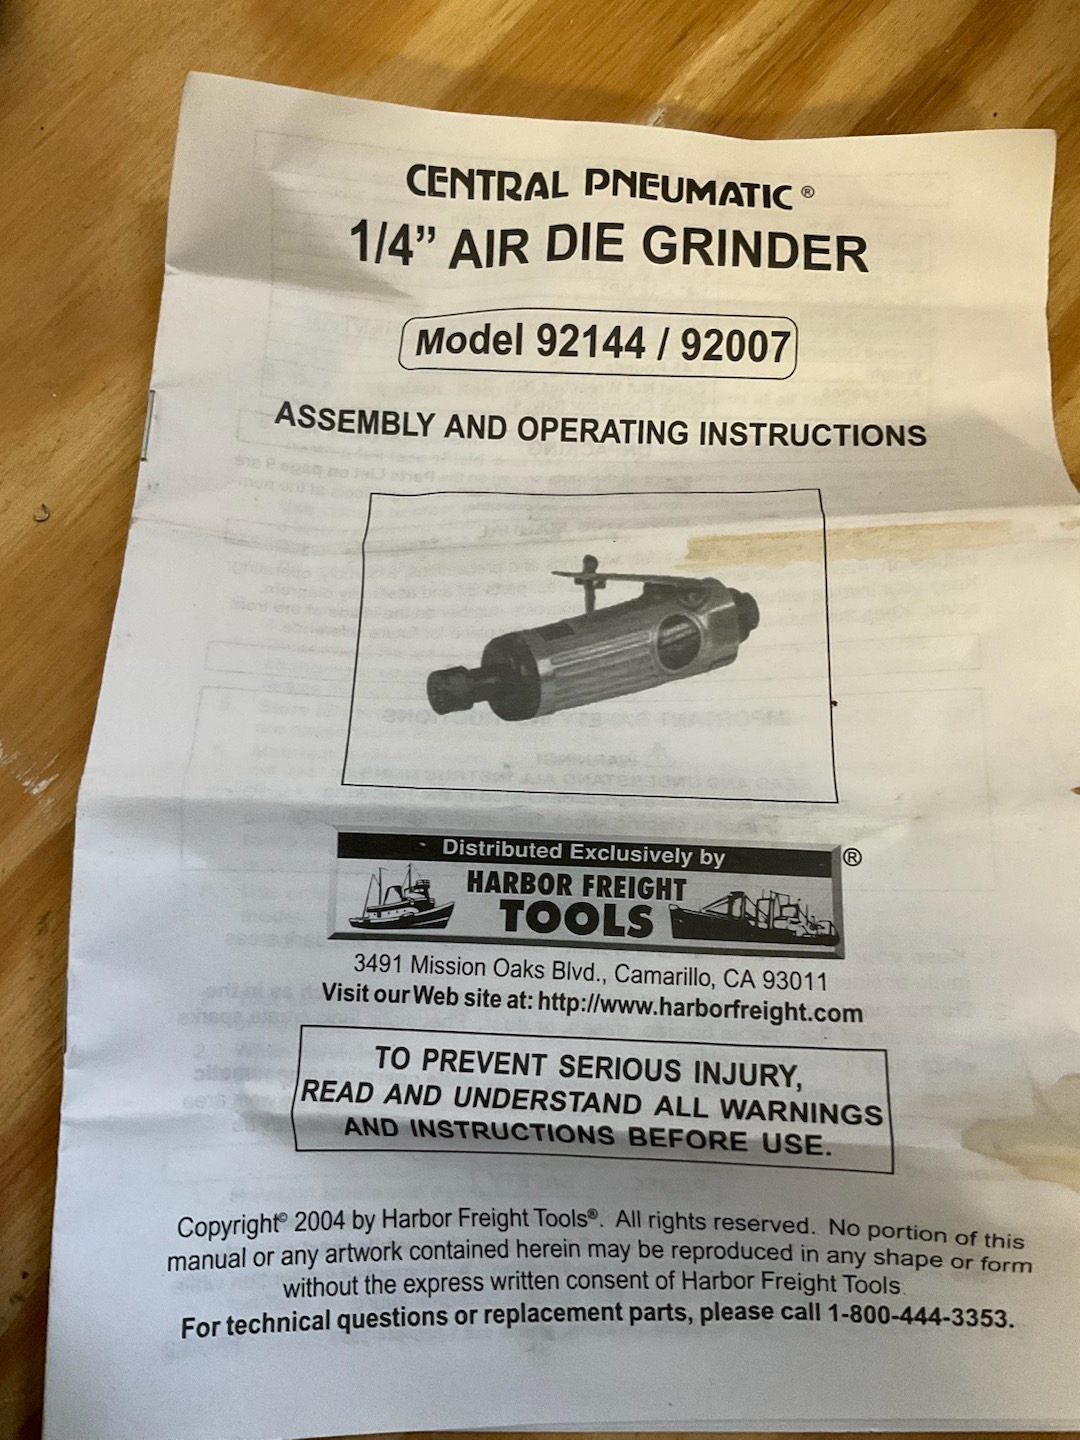 CENTRAL PNEUMATIC®
1/4” AIR DIE GRINDER
Model 92144 / 92007
ASSEMBLY AND OPERATING INSTRUCTIONS
Distributed Exclusively by
HARBOR FREIGHT
TOOLS
®
3491 Mission Oaks Blvd., Camarillo, CA 93011
Visit our Web site at: http://www.harborfreight.com
TO PREVENT SERIOUS INJURY,
READ AND UNDERSTAND ALL WARNINGS
AND INSTRUCTIONS BEFORE USE.
Copyright© 2004 by Harbor Freight Tools®. All rights reserved. No portion of this
manual or any artwork contained herein may be reproduced in any shape or form
without the express written consent of Harbor Freight Tools.
For technical questions or replacement parts, please call 1-800-444-3353.